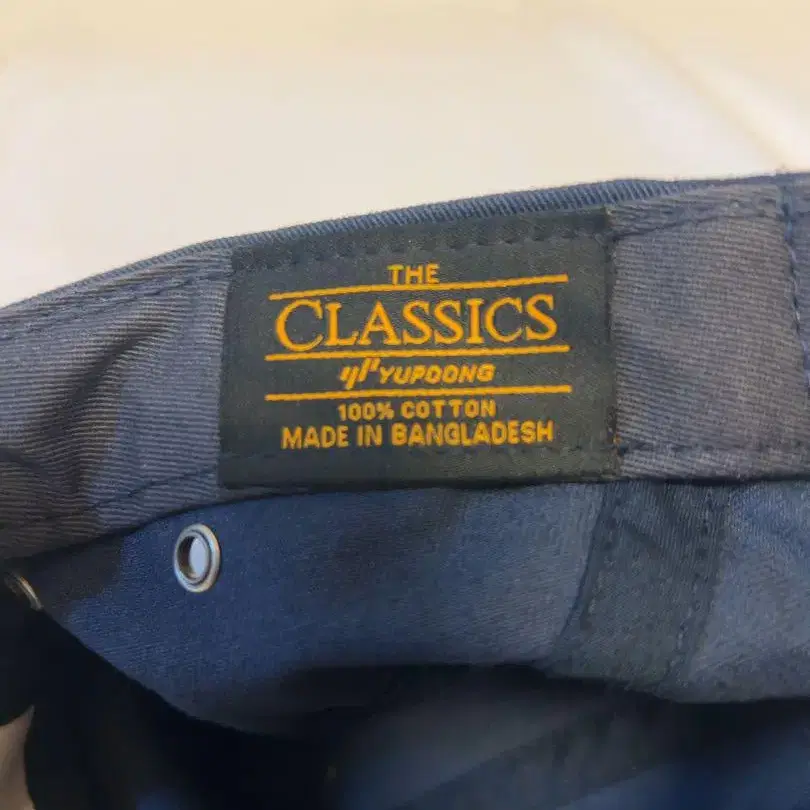 THE
CLASSICS
YUPOONG
100% COTTON
MADE IN BANGLADESH